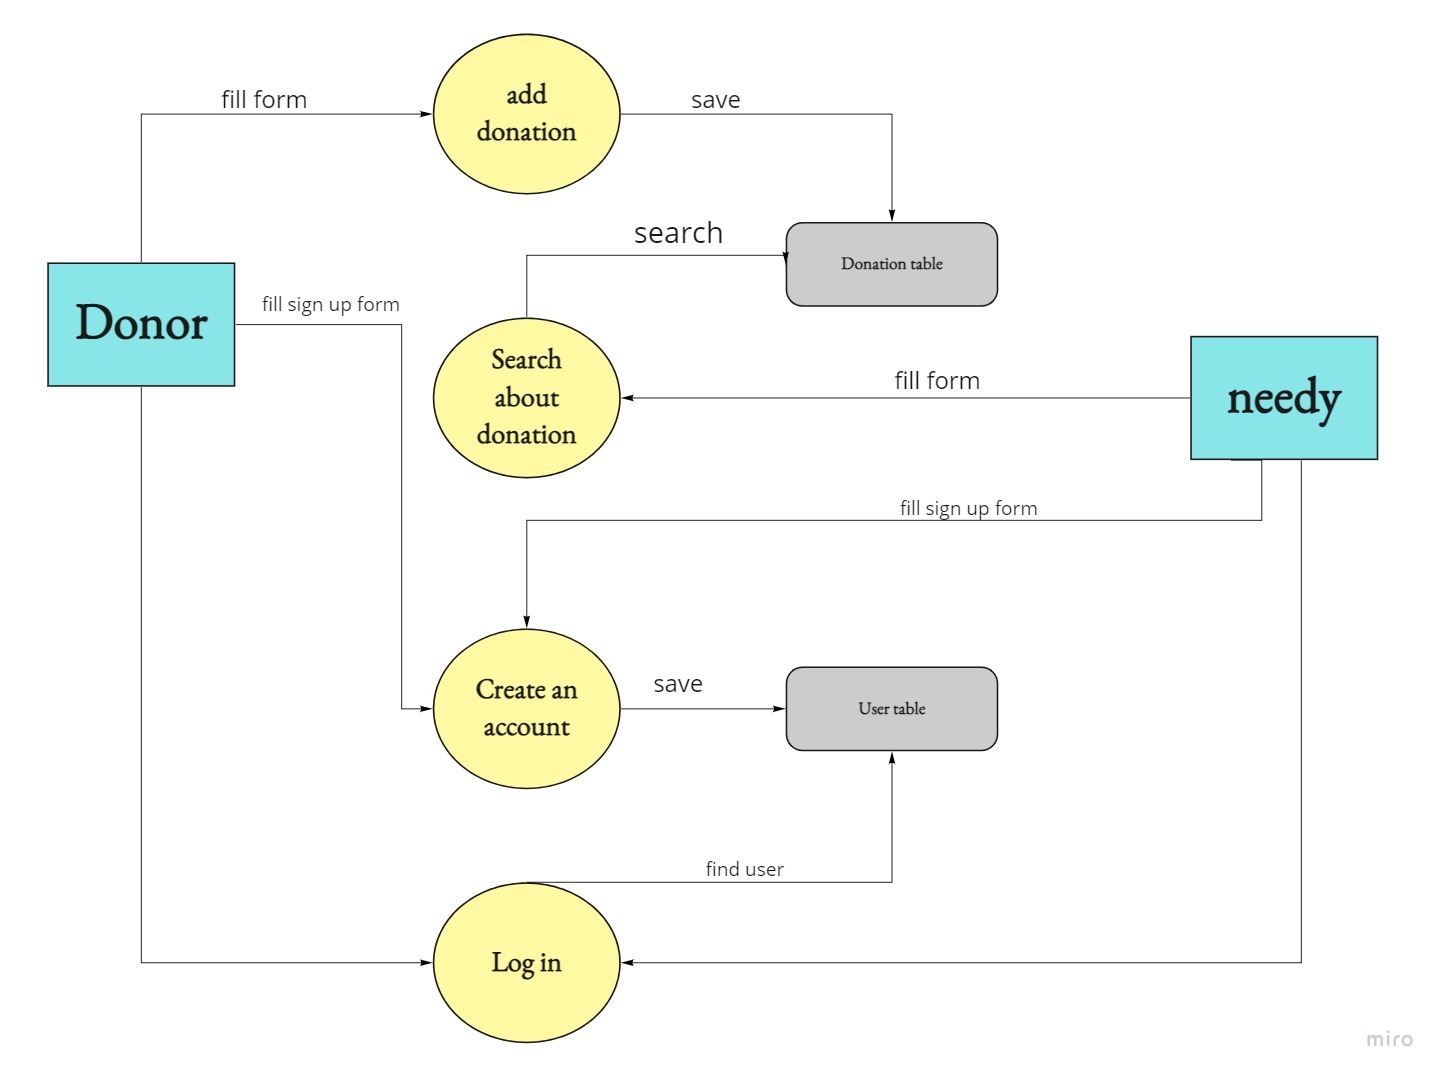 add
donation
fill form
save
search
Donation table
Donor
fill sign up form
Search
about
donation
fill form
needy
fill sign up form
Create an
account
save
User table
find user
Log in
miro